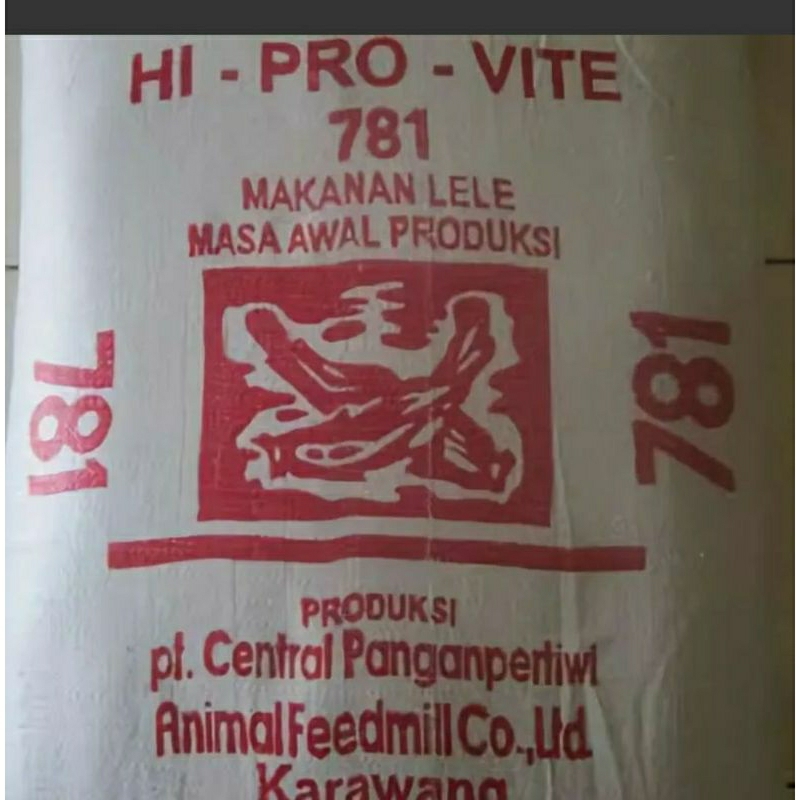 HI - PRO - VITE
781
MAKANAN LELE
MASA AWAL PRODUKSI
781
781
PRODUKSI
pt. Central Panganpertiwi
Animal Feedmill Co., Ltd.
Karawang